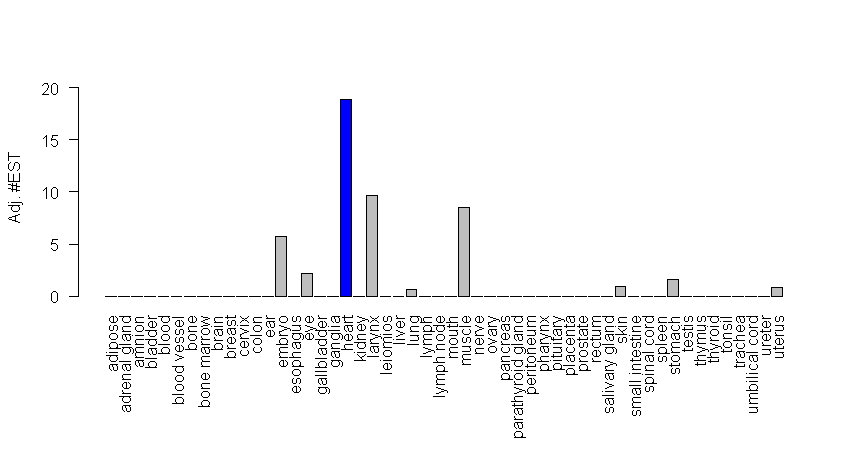 Adj. #EST
20
15
10
5
0
adipose
adrenal gland
amnion
bladder
blood
blood vessel
bone
bone marrow
brain
breast
cervix
colon
ear
embryo
esophagus
eye
gallbladder
ganglia
heart
kidney
larynx
leiomios
liver
lung
lymph
lymph node
mouth
muscle
nerve
ovary
pancreas
parathyroid gland
peritoneum
pharynx
pituitary
placenta
prostate
rectum
salivary gland
skin
small intestine
spinal cord
spleen
stomach
testis
thymus
thyroid
tonsil
trachea
umbilical cord
ureter
uterus